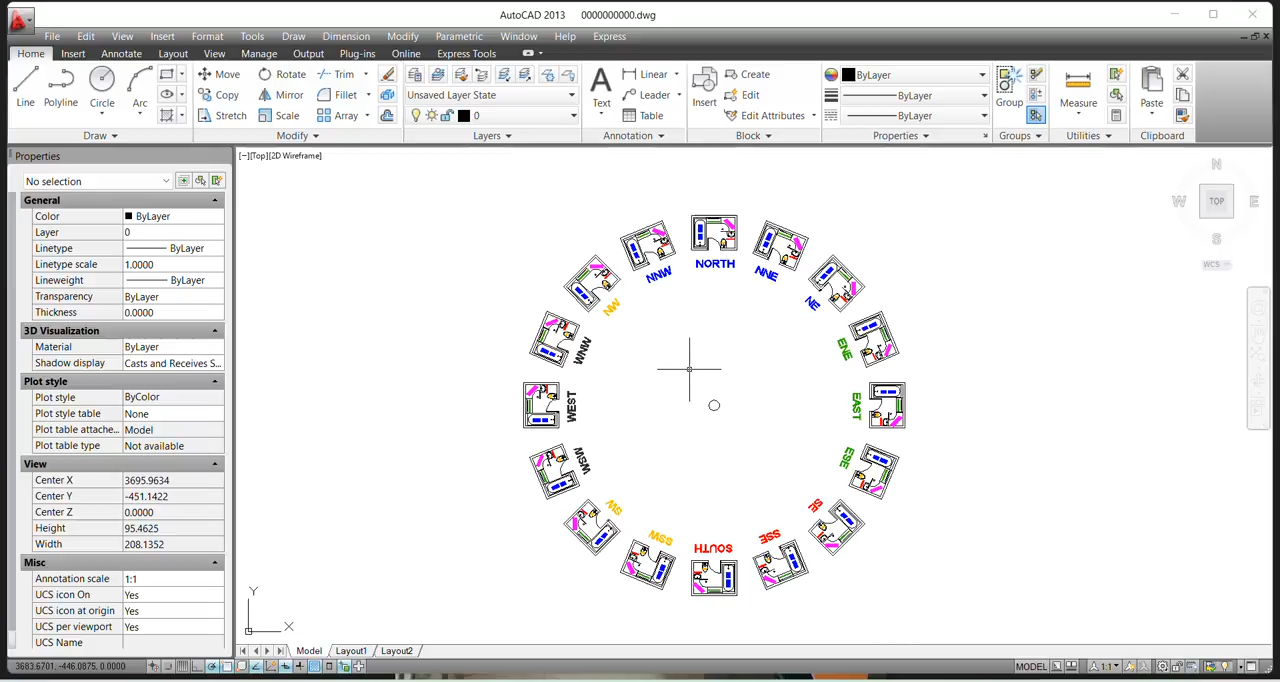 AutoCAD 2013 0000000000.dwg
File Edit View Insert Format Tools Draw Dimension Modify Parametric Window Help Express
Home Insert Annotate Layout View Manage Output Plug-ins Online Express Tools
Line Polyline Circle Arc
Move Rotate Trim
Copy Mirror Fillet
Stretch Scale Array
Unsaved Layer State
0
Text
Linear
Leader
Table
Insert
Create
Edit
Edit Attributes
ByLayer
ByLayer
ByLayer
Group
Measure
Paste
Draw Modify Layers Annotation Block Properties Groups Utilities Clipboard
Properties
No selection
General
Color ByLayer
Layer 0
Linetype ByLayer
Linetype scale 1.0000
Lineweight ByLayer
Transparency ByLayer
Thickness 0.0000
3D Visualization
Material ByLayer
Shadow display Casts and Receives S...
Plot style
Plot style ByColor
Plot style table None
Plot table attache... Model
Plot table type Not available
View
Center X 3695.9634
Center Y -451.1422
Center Z 0.0000
Height 95.4625
Width 208.1352
Misc
Annotation scale 1:1
UCS icon On Yes
UCS icon at origin Yes
UCS per viewport Yes
UCS Name
[−][Top][2D Wireframe]
N
W TOP E
S
WCS
NORTH
NNW NNE
NW NE
WNW ENE
WEST EAST
WSW ESE
SW SE
SSW SSE
SOUTH
Y
X
Model Layout1 Layout2
3683.6701, -446.0875, 0.0000
MODEL 1:1